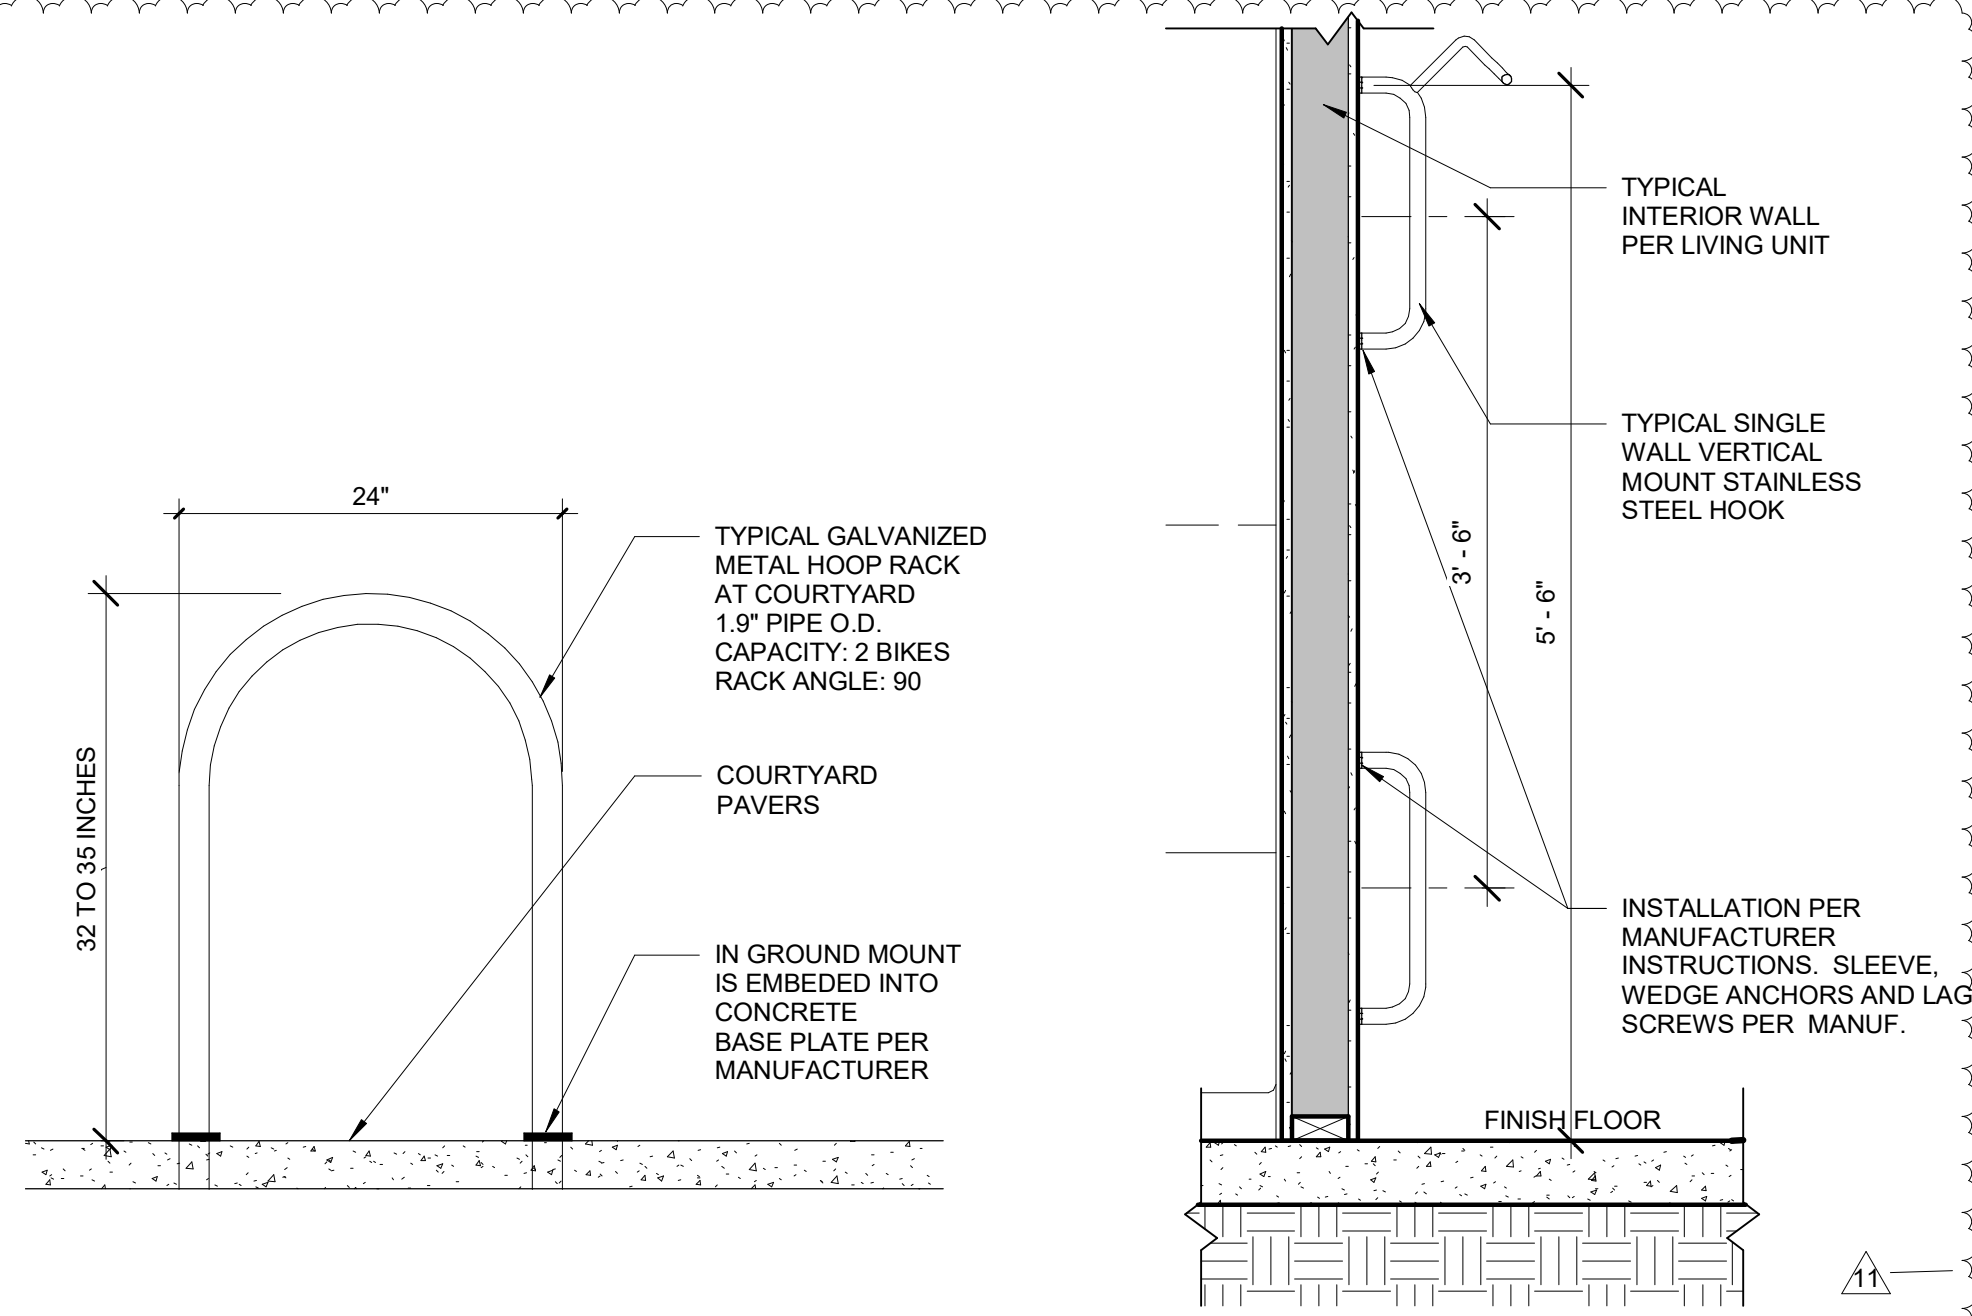 24"
32 TO 35 INCHES
TYPICAL GALVANIZED
METAL HOOP RACK
AT COURTYARD
1.9" PIPE O.D.
CAPACITY: 2 BIKES
RACK ANGLE: 90
COURTYARD
PAVERS
IN GROUND MOUNT
IS EMBEDED INTO
CONCRETE
BASE PLATE PER
MANUFACTURER
TYPICAL
INTERIOR WALL
PER LIVING UNIT
TYPICAL SINGLE
WALL VERTICAL
MOUNT STAINLESS
STEEL HOOK
3' - 6"
5' - 6"
INSTALLATION PER
MANUFACTURER
INSTRUCTIONS.  SLEEVE,
WEDGE ANCHORS AND LAG
SCREWS PER  MANUF.
FINISH FLOOR
11